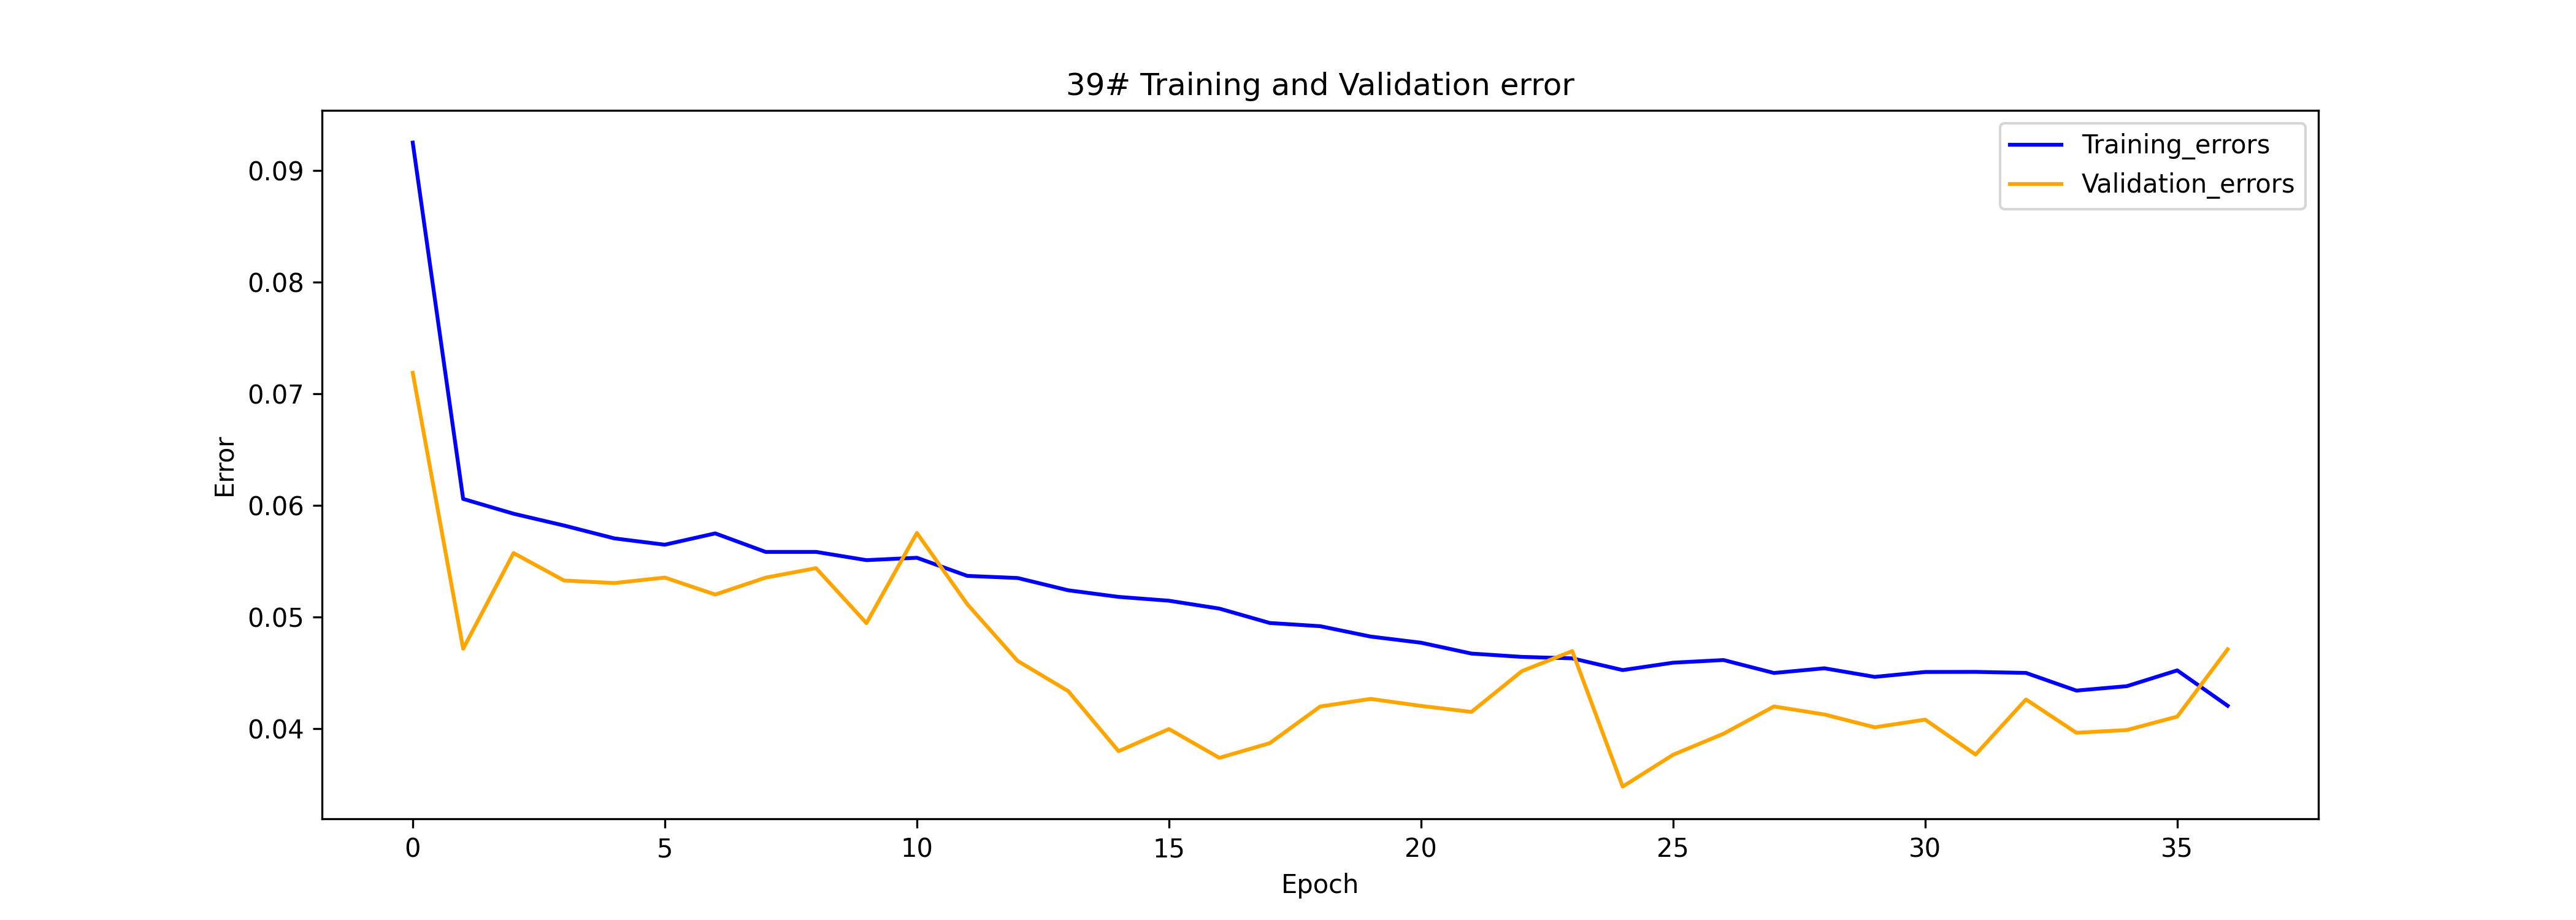 39# Training and Validation error
Training_errors
Validation_errors
Error
0.09
0.08
0.07
0.06
0.05
0.04
0 5 10 15 20 25 30 35
Epoch